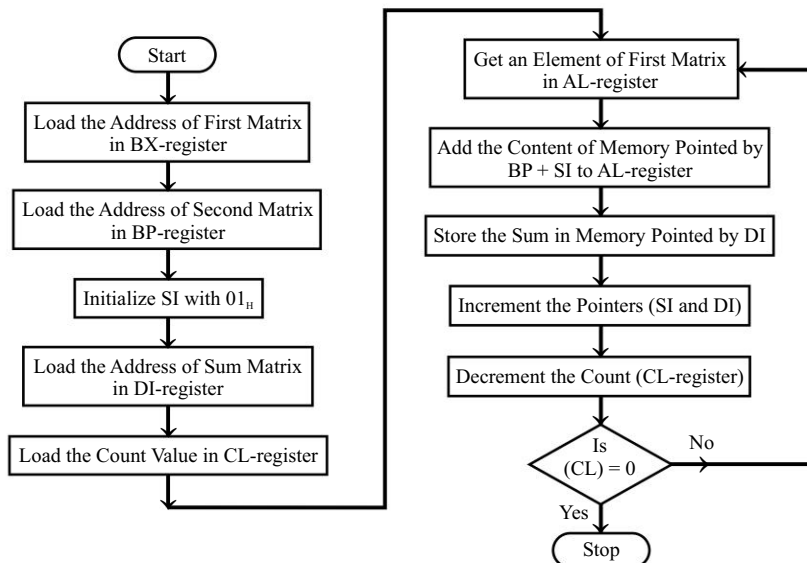 Start
Load the Address of First Matrix
in BX-register
Load the Address of Second Matrix
in BP-register
Initialize SI with 01H
Load the Address of Sum Matrix
in DI-register
Load the Count Value in CL-register
Get an Element of First Matrix
in AL-register
Add the Content of Memory Pointed by
BP + SI to AL-register
Store the Sum in Memory Pointed by DI
Increment the Pointers (SI and DI)
Decrement the Count (CL-register)
Is
(CL) = 0
No
Yes
Stop